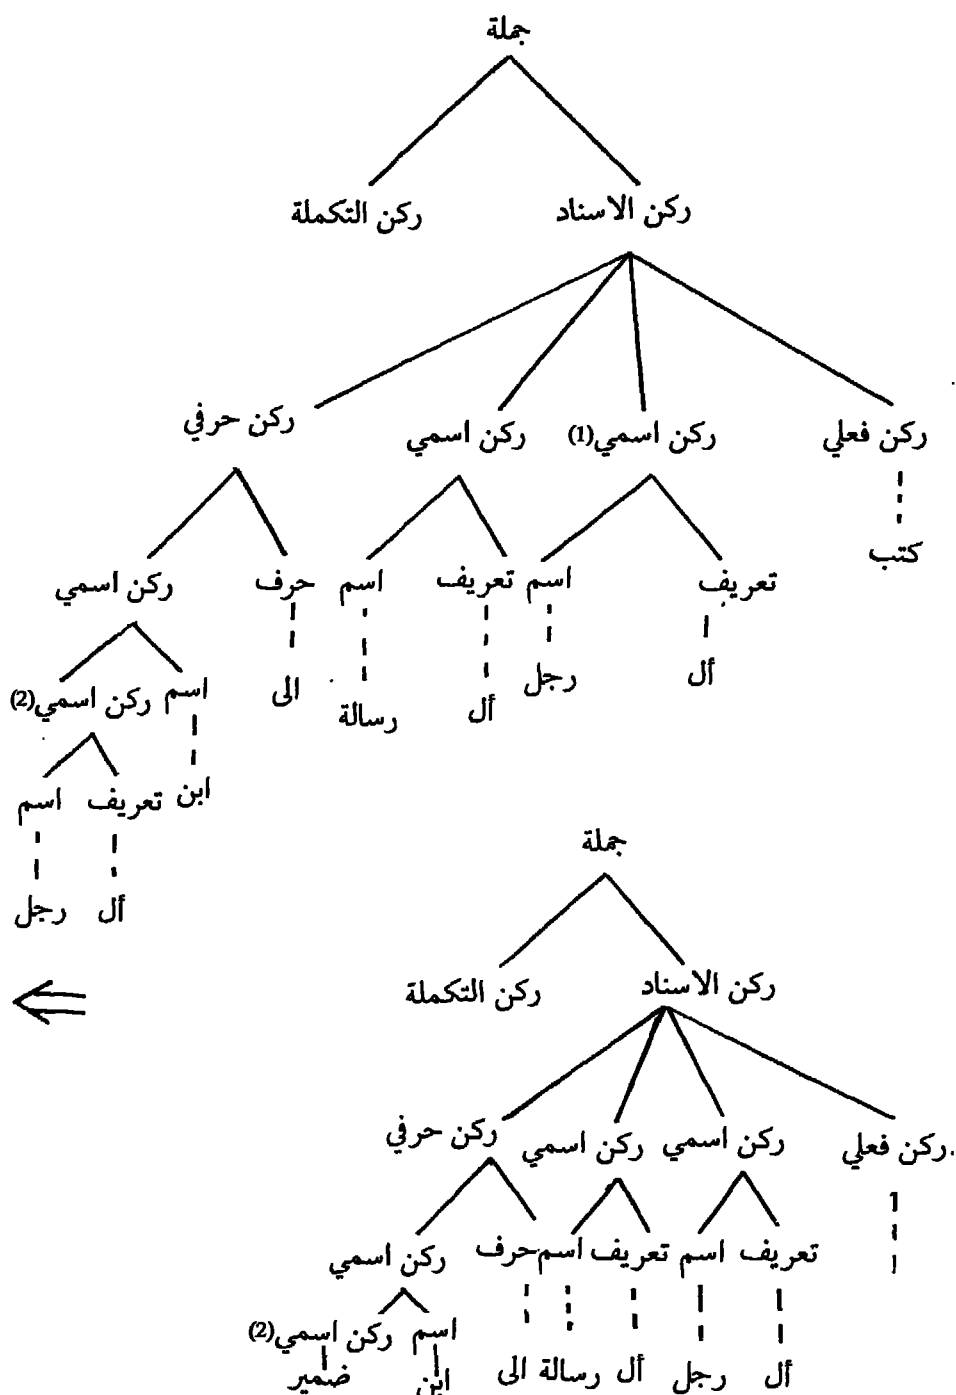 جملة
ركن الاسناد ركن التكملة
ركن فعلي ركن اسمي(1) ركن اسمي ركن حرفي
كتب
تعريف اسم تعريف اسم حرف ركن اسمي
أل رجل أل رسالة الى
اسم ركن اسمي(2)
ابن تعريف اسم
أل رجل
جملة
ركن الاسناد ركن التكملة
ركن فعلي ركن اسمي ركن اسمي ركن حرفي
تعريف اسم تعريف اسم حرف ركن اسمي
اسم ركن اسمي(2)
أل رجل أل رسالة الى ابن ضمير